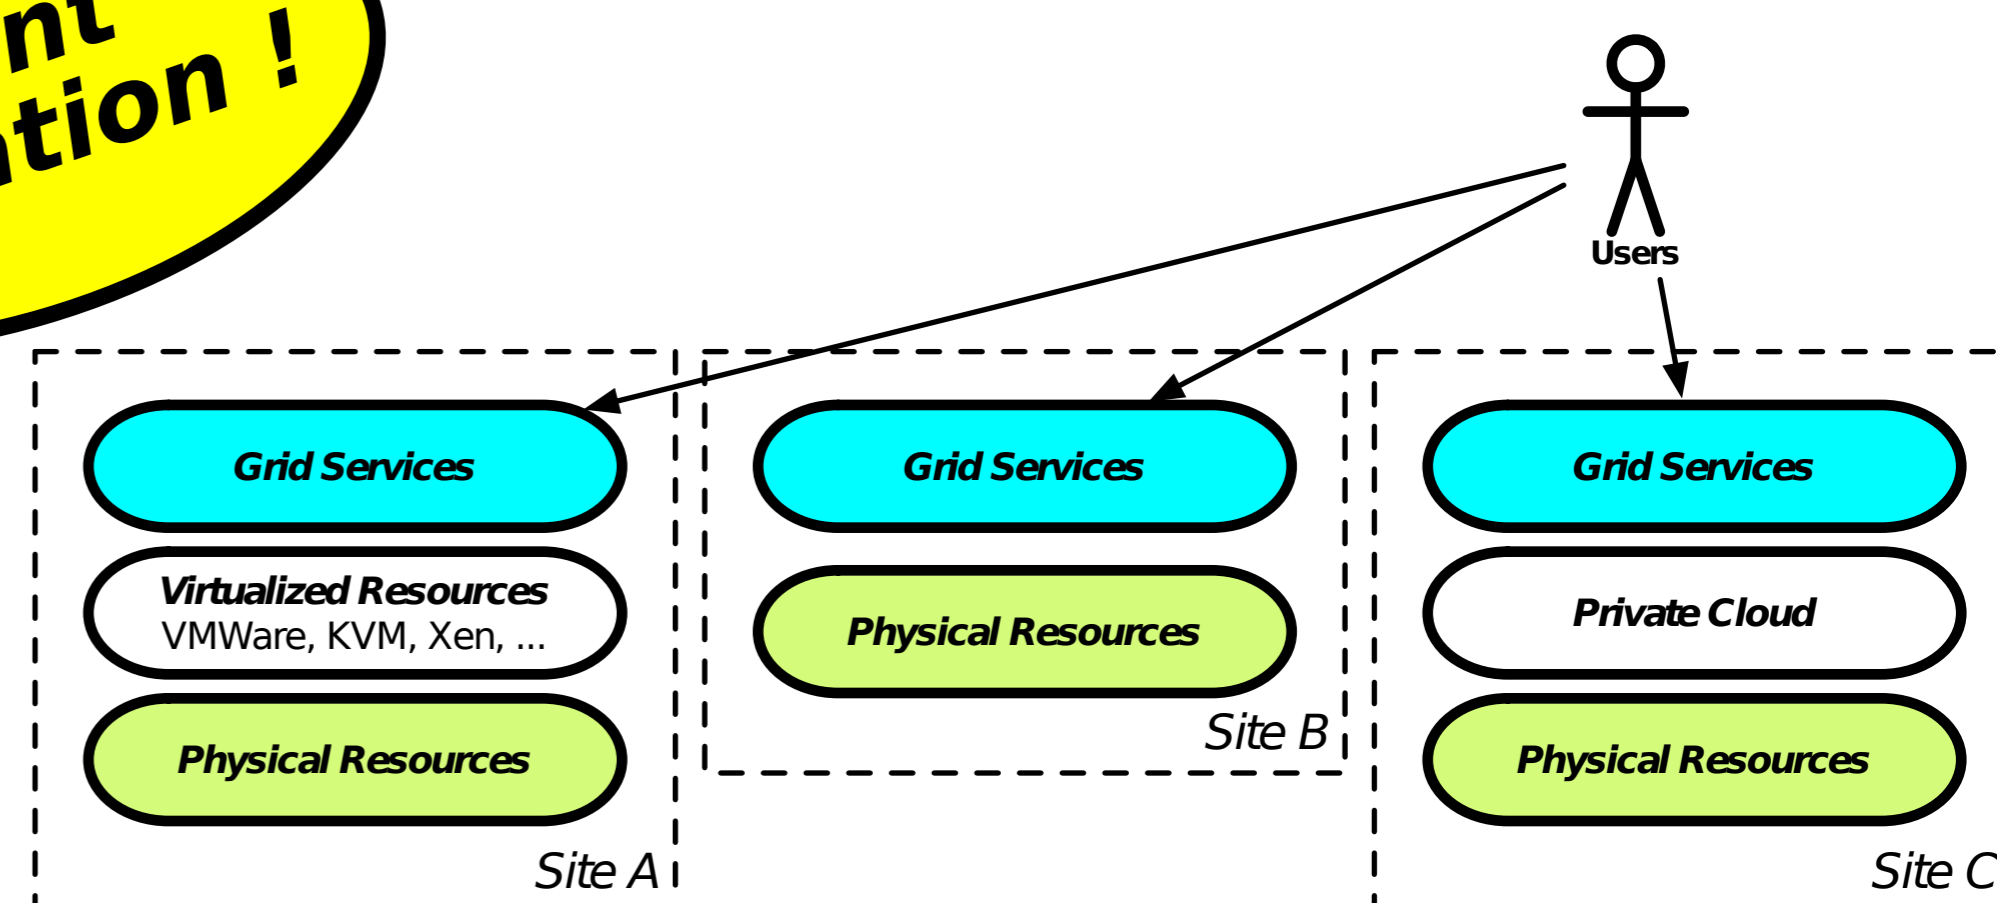 nt
ation !
Users
Grid Services
Virtualized Resources
VMWare, KVM, Xen, ...
Physical Resources
Site A
Grid Services
Physical Resources
Site B
Grid Services
Private Cloud
Physical Resources
Site C